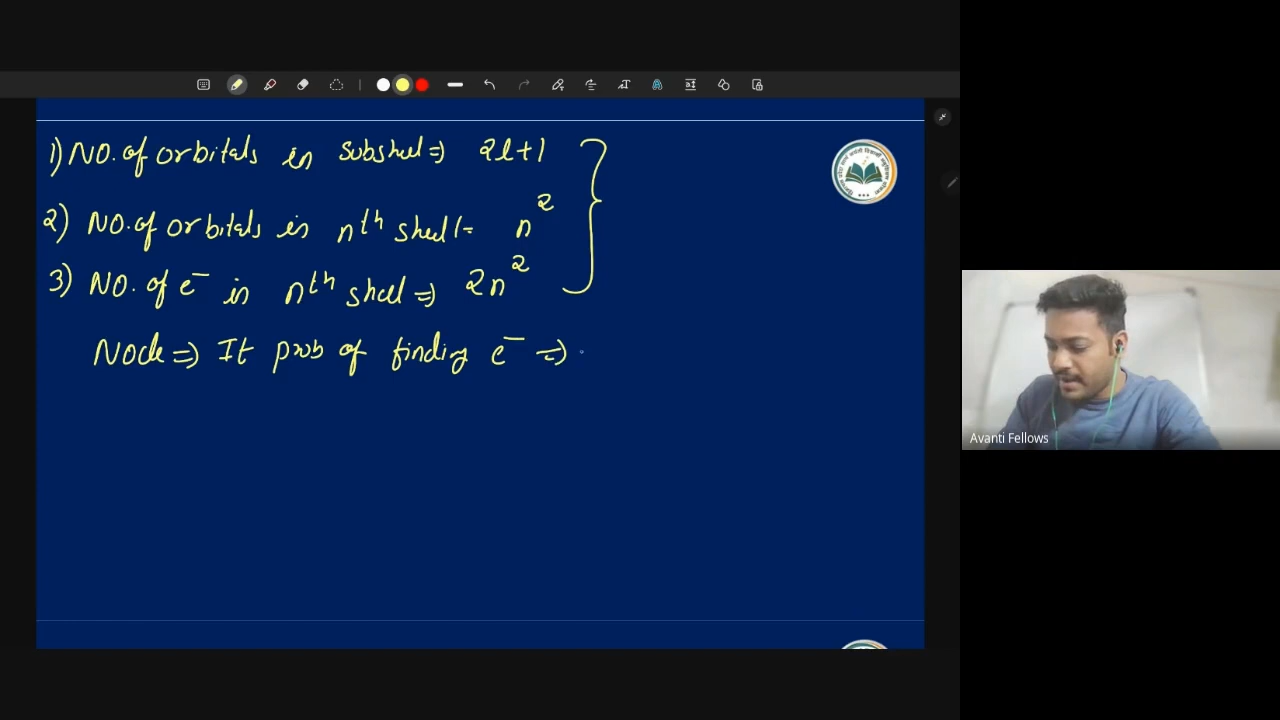 1) NO. of orbitals in subshell ⇒ 2l+1
2) NO. of orbitals in nth shell = n²
3) NO. of e⁻ in nth shell ⇒ 2n²
Node ⇒ It prob of finding e⁻ ⇒
Avanti Fellows